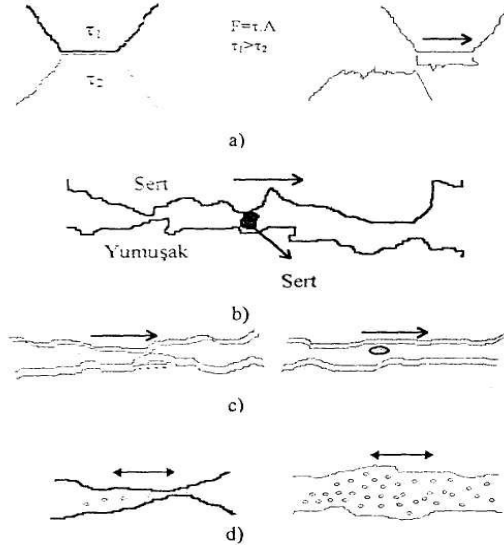 τ₁
τ₂
F=τ.A
τ₁>τ₂
a)
Sert
Yumuşak
Sert
b)
c)
d)